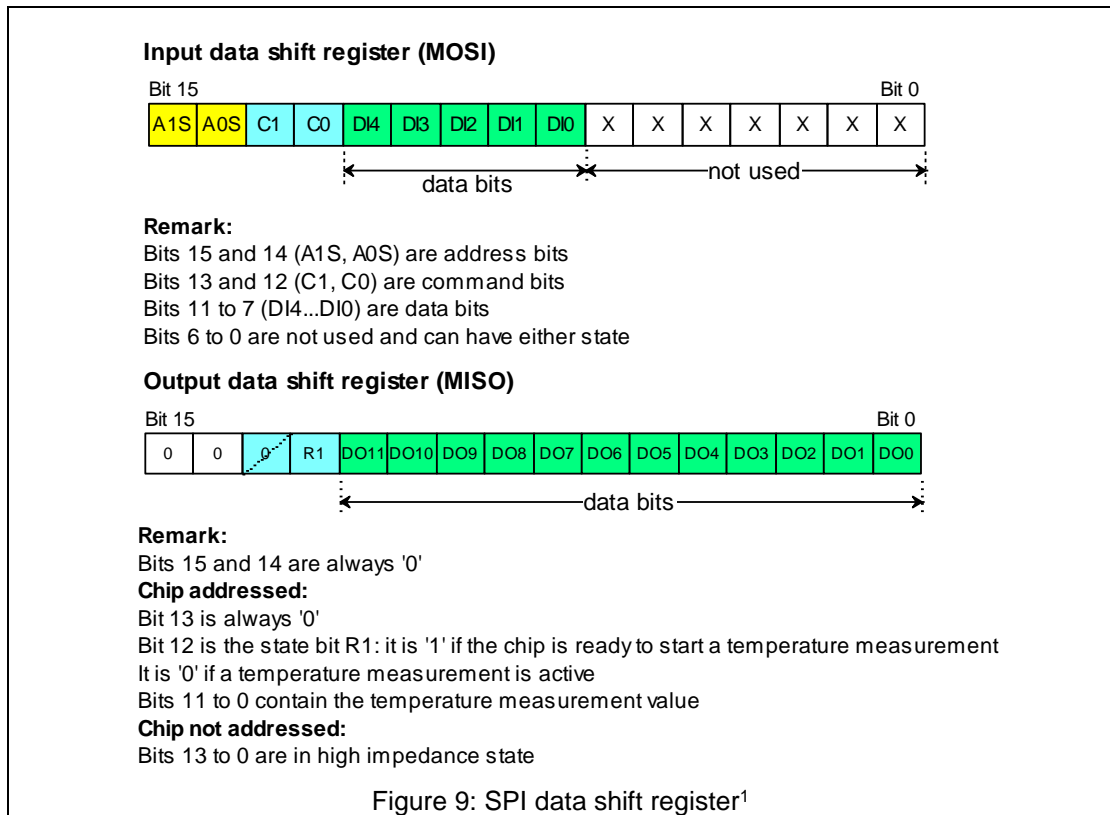 Input data shift register (MOSI)
Bit 15 Bit 0
A1S A0S C1 C0 DI4 DI3 DI2 DI1 DI0 X X X X X X X
data bits not used
Remark:
Bits 15 and 14 (A1S, A0S) are address bits
Bits 13 and 12 (C1, C0) are command bits
Bits 11 to 7 (DI4...DI0) are data bits
Bits 6 to 0 are not used and can have either state
Output data shift register (MISO)
Bit 15 Bit 0
0 0 0 R1 DO11 DO10 DO9 DO8 DO7 DO6 DO5 DO4 DO3 DO2 DO1 DO0
data bits
Remark:
Bits 15 and 14 are always '0'
Chip addressed:
Bit 13 is always '0'
Bit 12 is the state bit R1: it is '1' if the chip is ready to start a temperature measurement
It is '0' if a temperature measurement is active
Bits 11 to 0 contain the temperature measurement value
Chip not addressed:
Bits 13 to 0 are in high impedance state
Figure 9: SPI data shift register¹